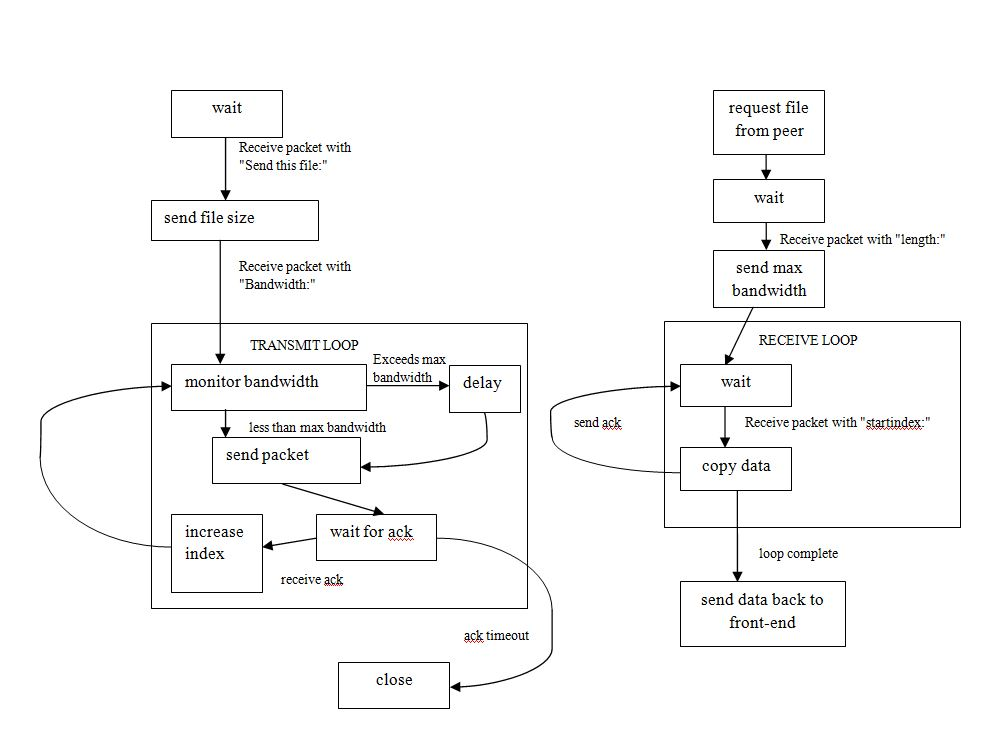 wait
Receive packet with
"Send this file:"
send file size
Receive packet with
"Bandwidth:"
TRANSMIT LOOP
monitor bandwidth
Exceeds max
bandwidth
delay
less than max bandwidth
send packet
increase
index
wait for ack
receive ack
ack timeout
close
request file
from peer
wait
Receive packet with "length:"
send max
bandwidth
RECEIVE LOOP
wait
send ack
Receive packet with "startindex:"
copy data
loop complete
send data back to
front-end